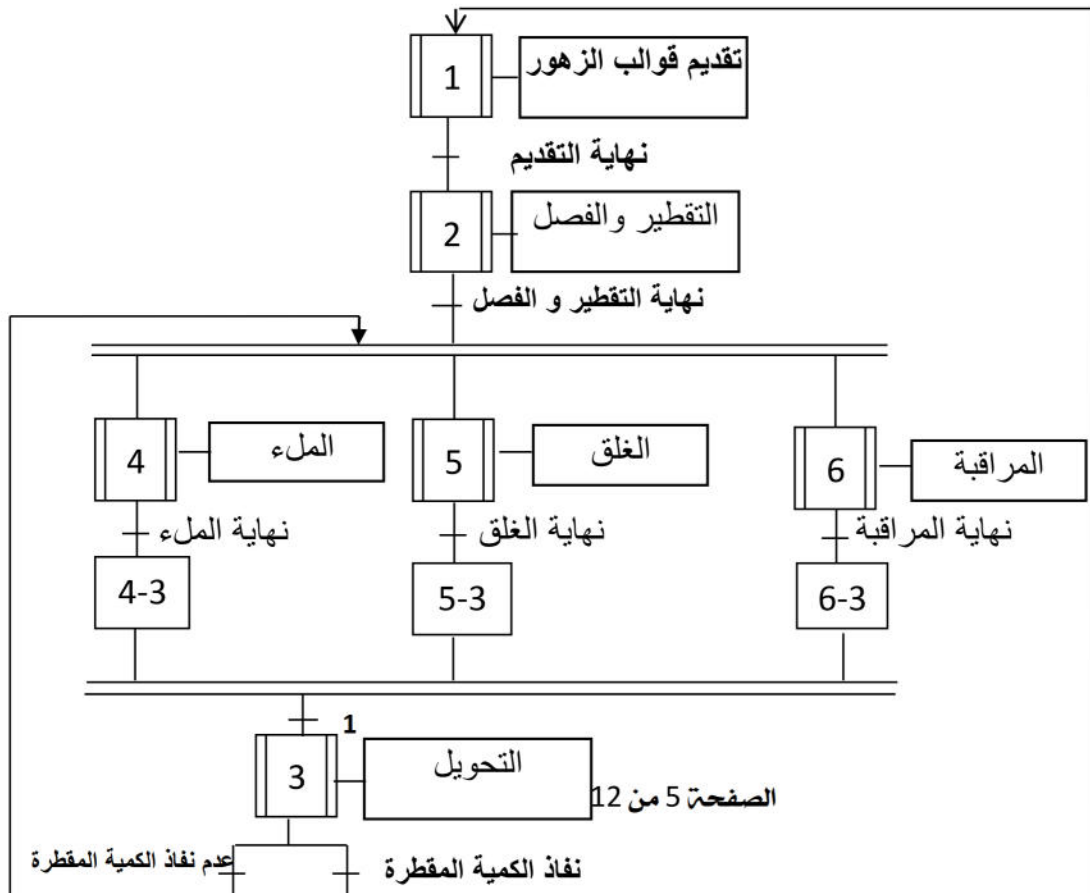 1
تقديم قوالب الزهور
نهاية التقديم
2
التقطير والفصل
نهاية التقطير و الفصل
4
الملء
5
الغلق
6
المراقبة
نهاية الملء
نهاية الغلق
نهاية المراقبة
4-3
5-3
6-3
1
3
التحويل
الصفحة 5 من 12
عدم نفاذ الكمية المقطرة
نفاذ الكمية المقطرة